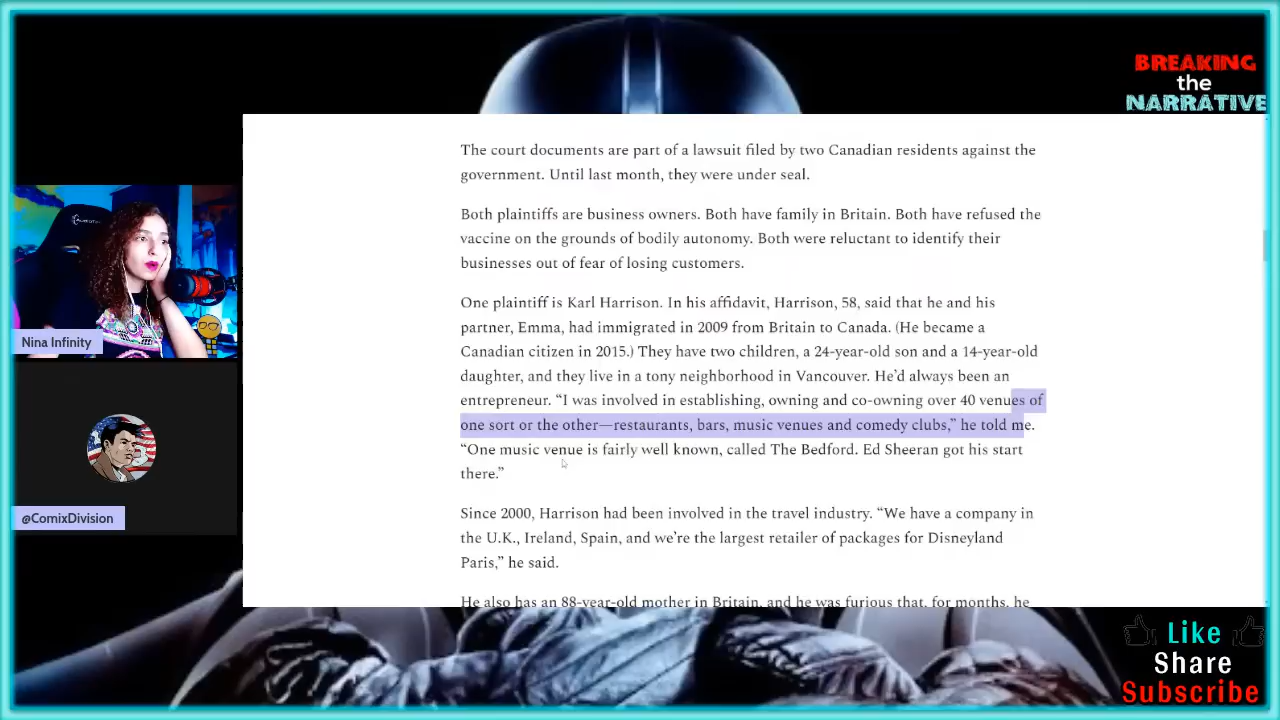 BREAKING
the
NARRATIVE
The court documents are part of a lawsuit filed by two Canadian residents against the
government. Until last month, they were under seal.
Both plaintiffs are business owners. Both have family in Britain. Both have refused the
vaccine on the grounds of bodily autonomy. Both were reluctant to identify their
businesses out of fear of losing customers.
One plaintiff is Karl Harrison. In his affidavit, Harrison, 58, said that he and his
partner, Emma, had immigrated in 2009 from Britain to Canada. (He became a
Canadian citizen in 2015.) They have two children, a 24-year-old son and a 14-year-old
daughter, and they live in a tony neighborhood in Vancouver. He’d always been an
entrepreneur. “I was involved in establishing, owning and co-owning over 40 venues of
one sort or the other—restaurants, bars, music venues and comedy clubs,” he told me.
“One music venue is fairly well known, called The Bedford. Ed Sheeran got his start
there.”
Since 2000, Harrison had been involved in the travel industry. “We have a company in
the U.K., Ireland, Spain, and we’re the largest retailer of packages for Disneyland
Paris,” he said.
He also has an 88-year-old mother in Britain, and he was furious that, for months, he
Nina Infinity
@ComixDivision
Like
Share
Subscribe